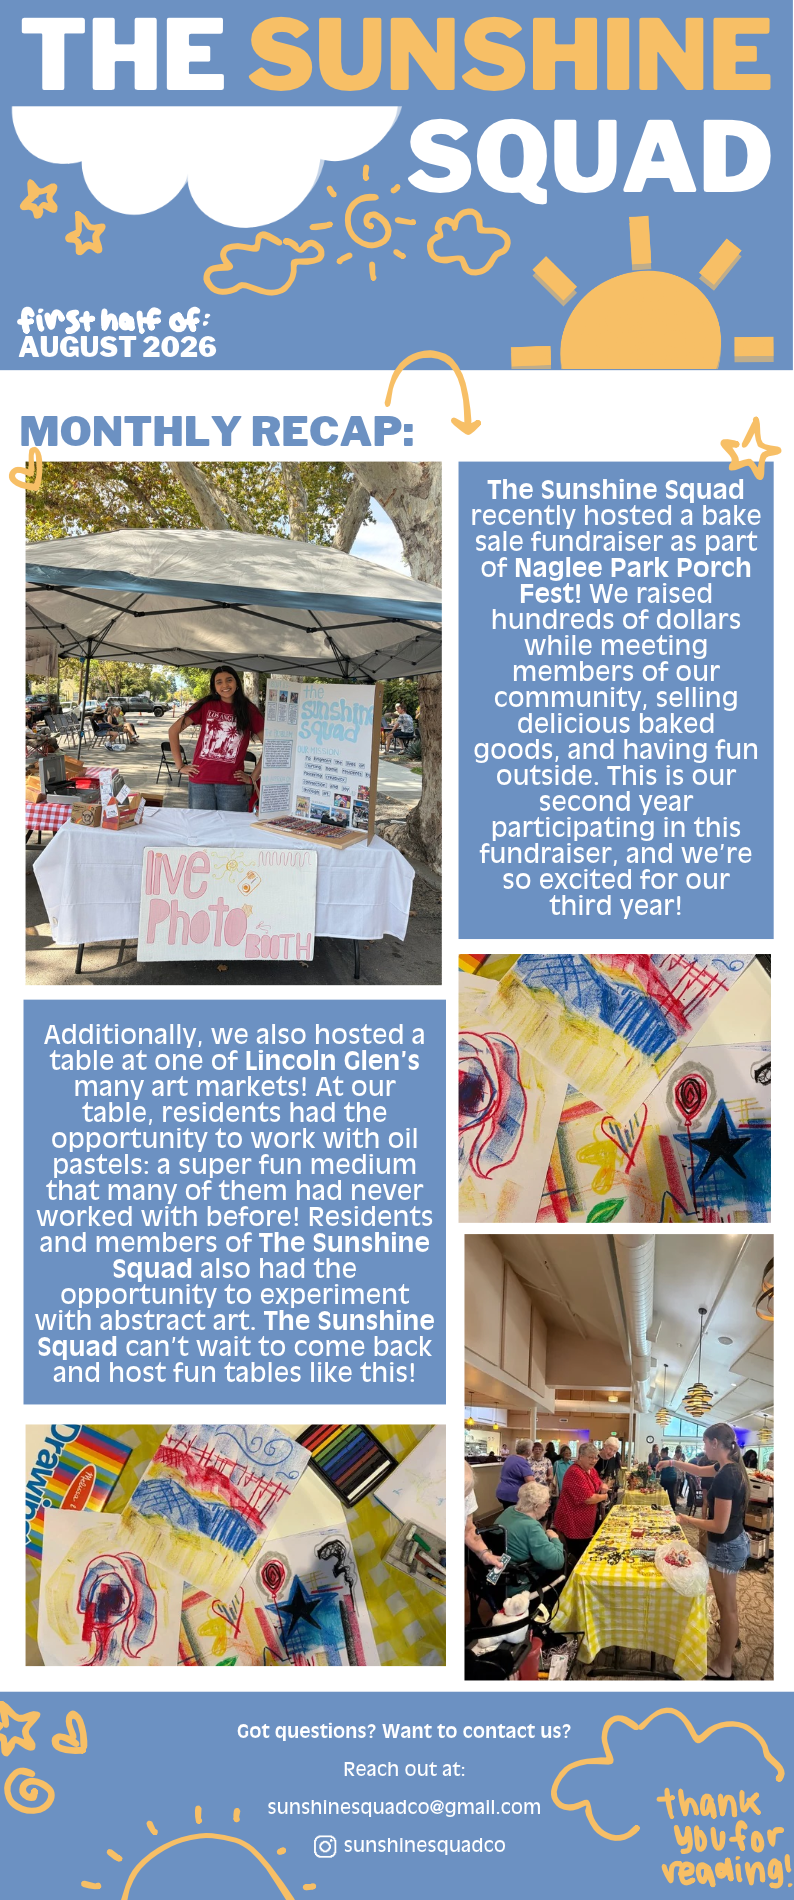 THE SUNSHINE
SQUAD
first half of:
AUGUST 2026
MONTHLY RECAP:
the
sunshine
squad
OUR MISSION
live
Photo
BOOTH
The Sunshine Squad
recently hosted a bake
sale fundraiser as part
of Naglee Park Porch
Fest! We raised
hundreds of dollars
while meeting
members of our
community, selling
delicious baked
goods, and having fun
outside. This is our
second year
participating in this
fundraiser, and we're
so excited for our
third year!
Additionally, we also hosted a
table at one of Lincoln Glen's
many art markets! At our
table, residents had the
opportunity to work with oil
pastels: a super fun medium
that many of them had never
worked with before! Residents
and members of The Sunshine
Squad also had the
opportunity to experiment
with abstract art. The Sunshine
Squad can't wait to come back
and host fun tables like this!
Drawing
Melissa
Got questions? Want to contact us?
Reach out at:
sunshinesquadco@gmail.com
sunshinesquadco
thank
you for
reading!